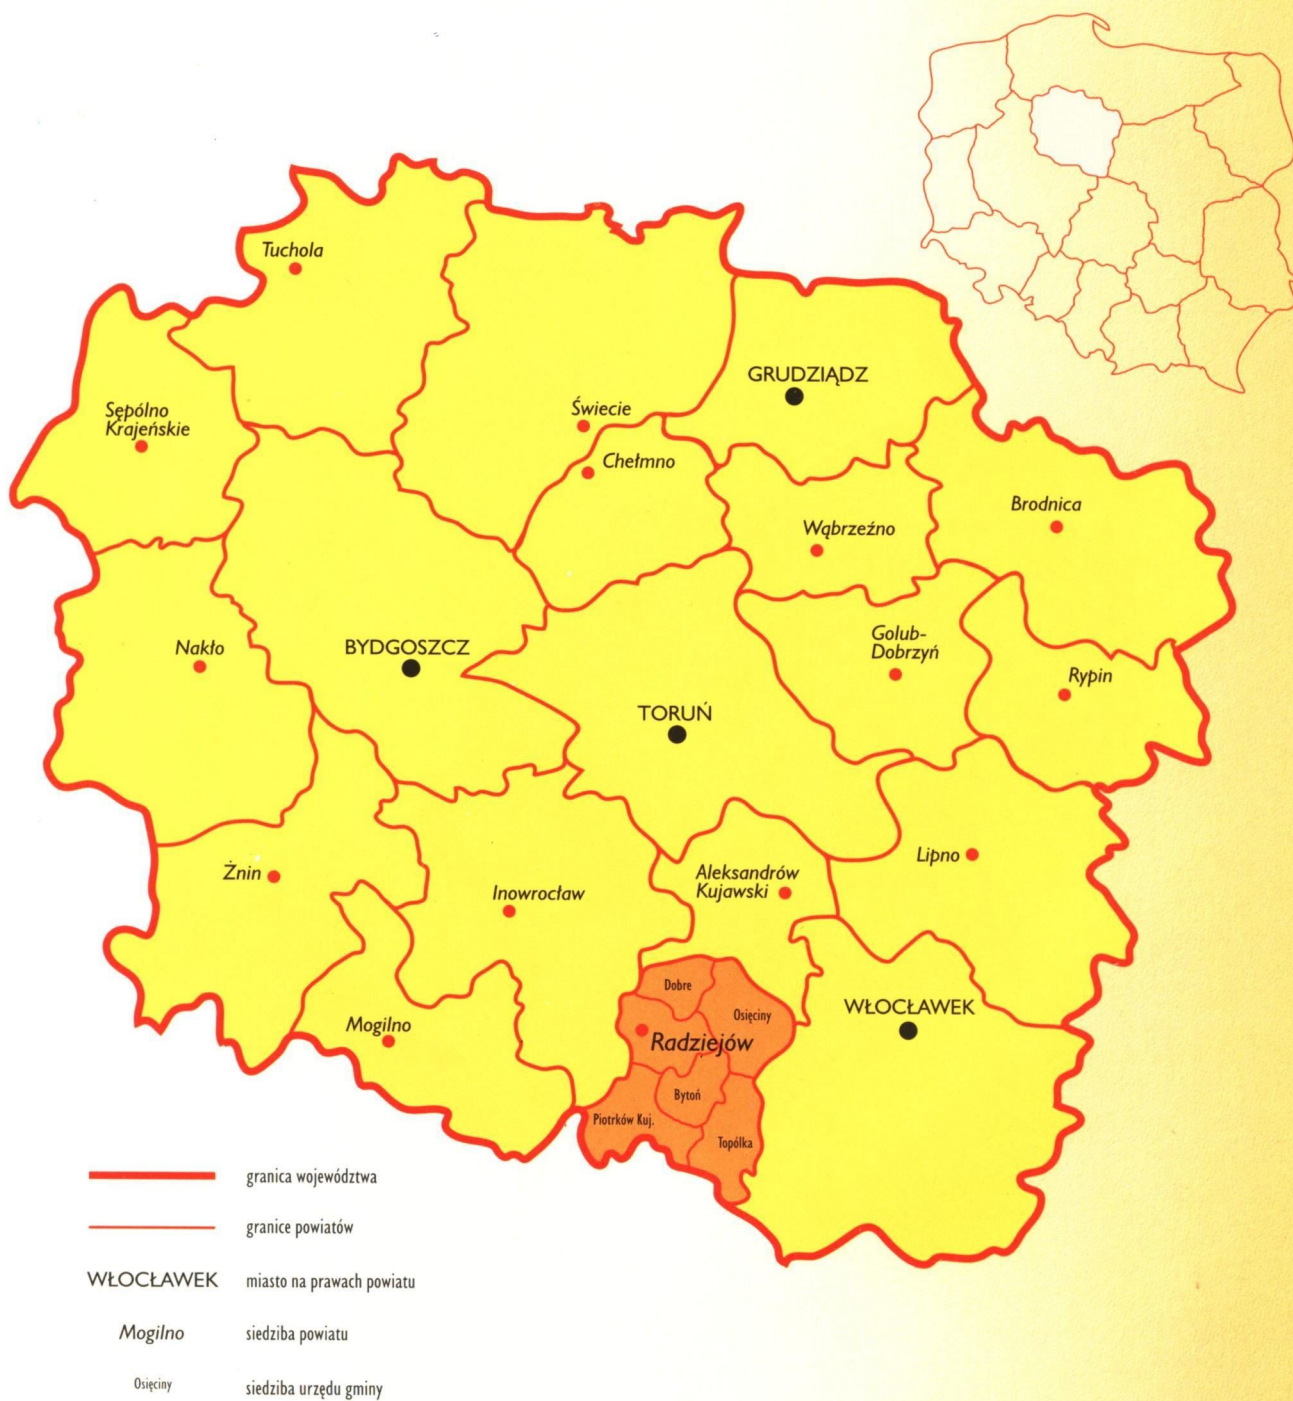 Tuchola
GRUDZIĄDZ
Sępólno
Krajeńskie
Świecie
Chełmno
Brodnica
Wąbrzeźno
Nakło
BYDGOSZCZ
Golub-
Dobrzyń
Rypin
TORUŃ
Żnin
Inowrocław
Aleksandrów
Kujawski
Lipno
Dobre
Osięciny
WŁOCŁAWEK
Mogilno
Radziejów
Bytoń
Piotrków Kuj.
Topólka
granica województwa
granice powiatów
WŁOCŁAWEK miasto na prawach powiatu
Mogilno siedziba powiatu
Osięciny siedziba urzędu gminy